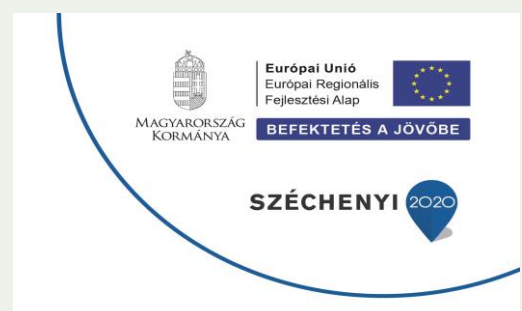 MAGYARORSZÁG
KORMÁNYA
Európai Unió
Európai Regionális
Fejlesztési Alap
BEFEKTETÉS A JÖVŐBE
SZÉCHENYI 2020